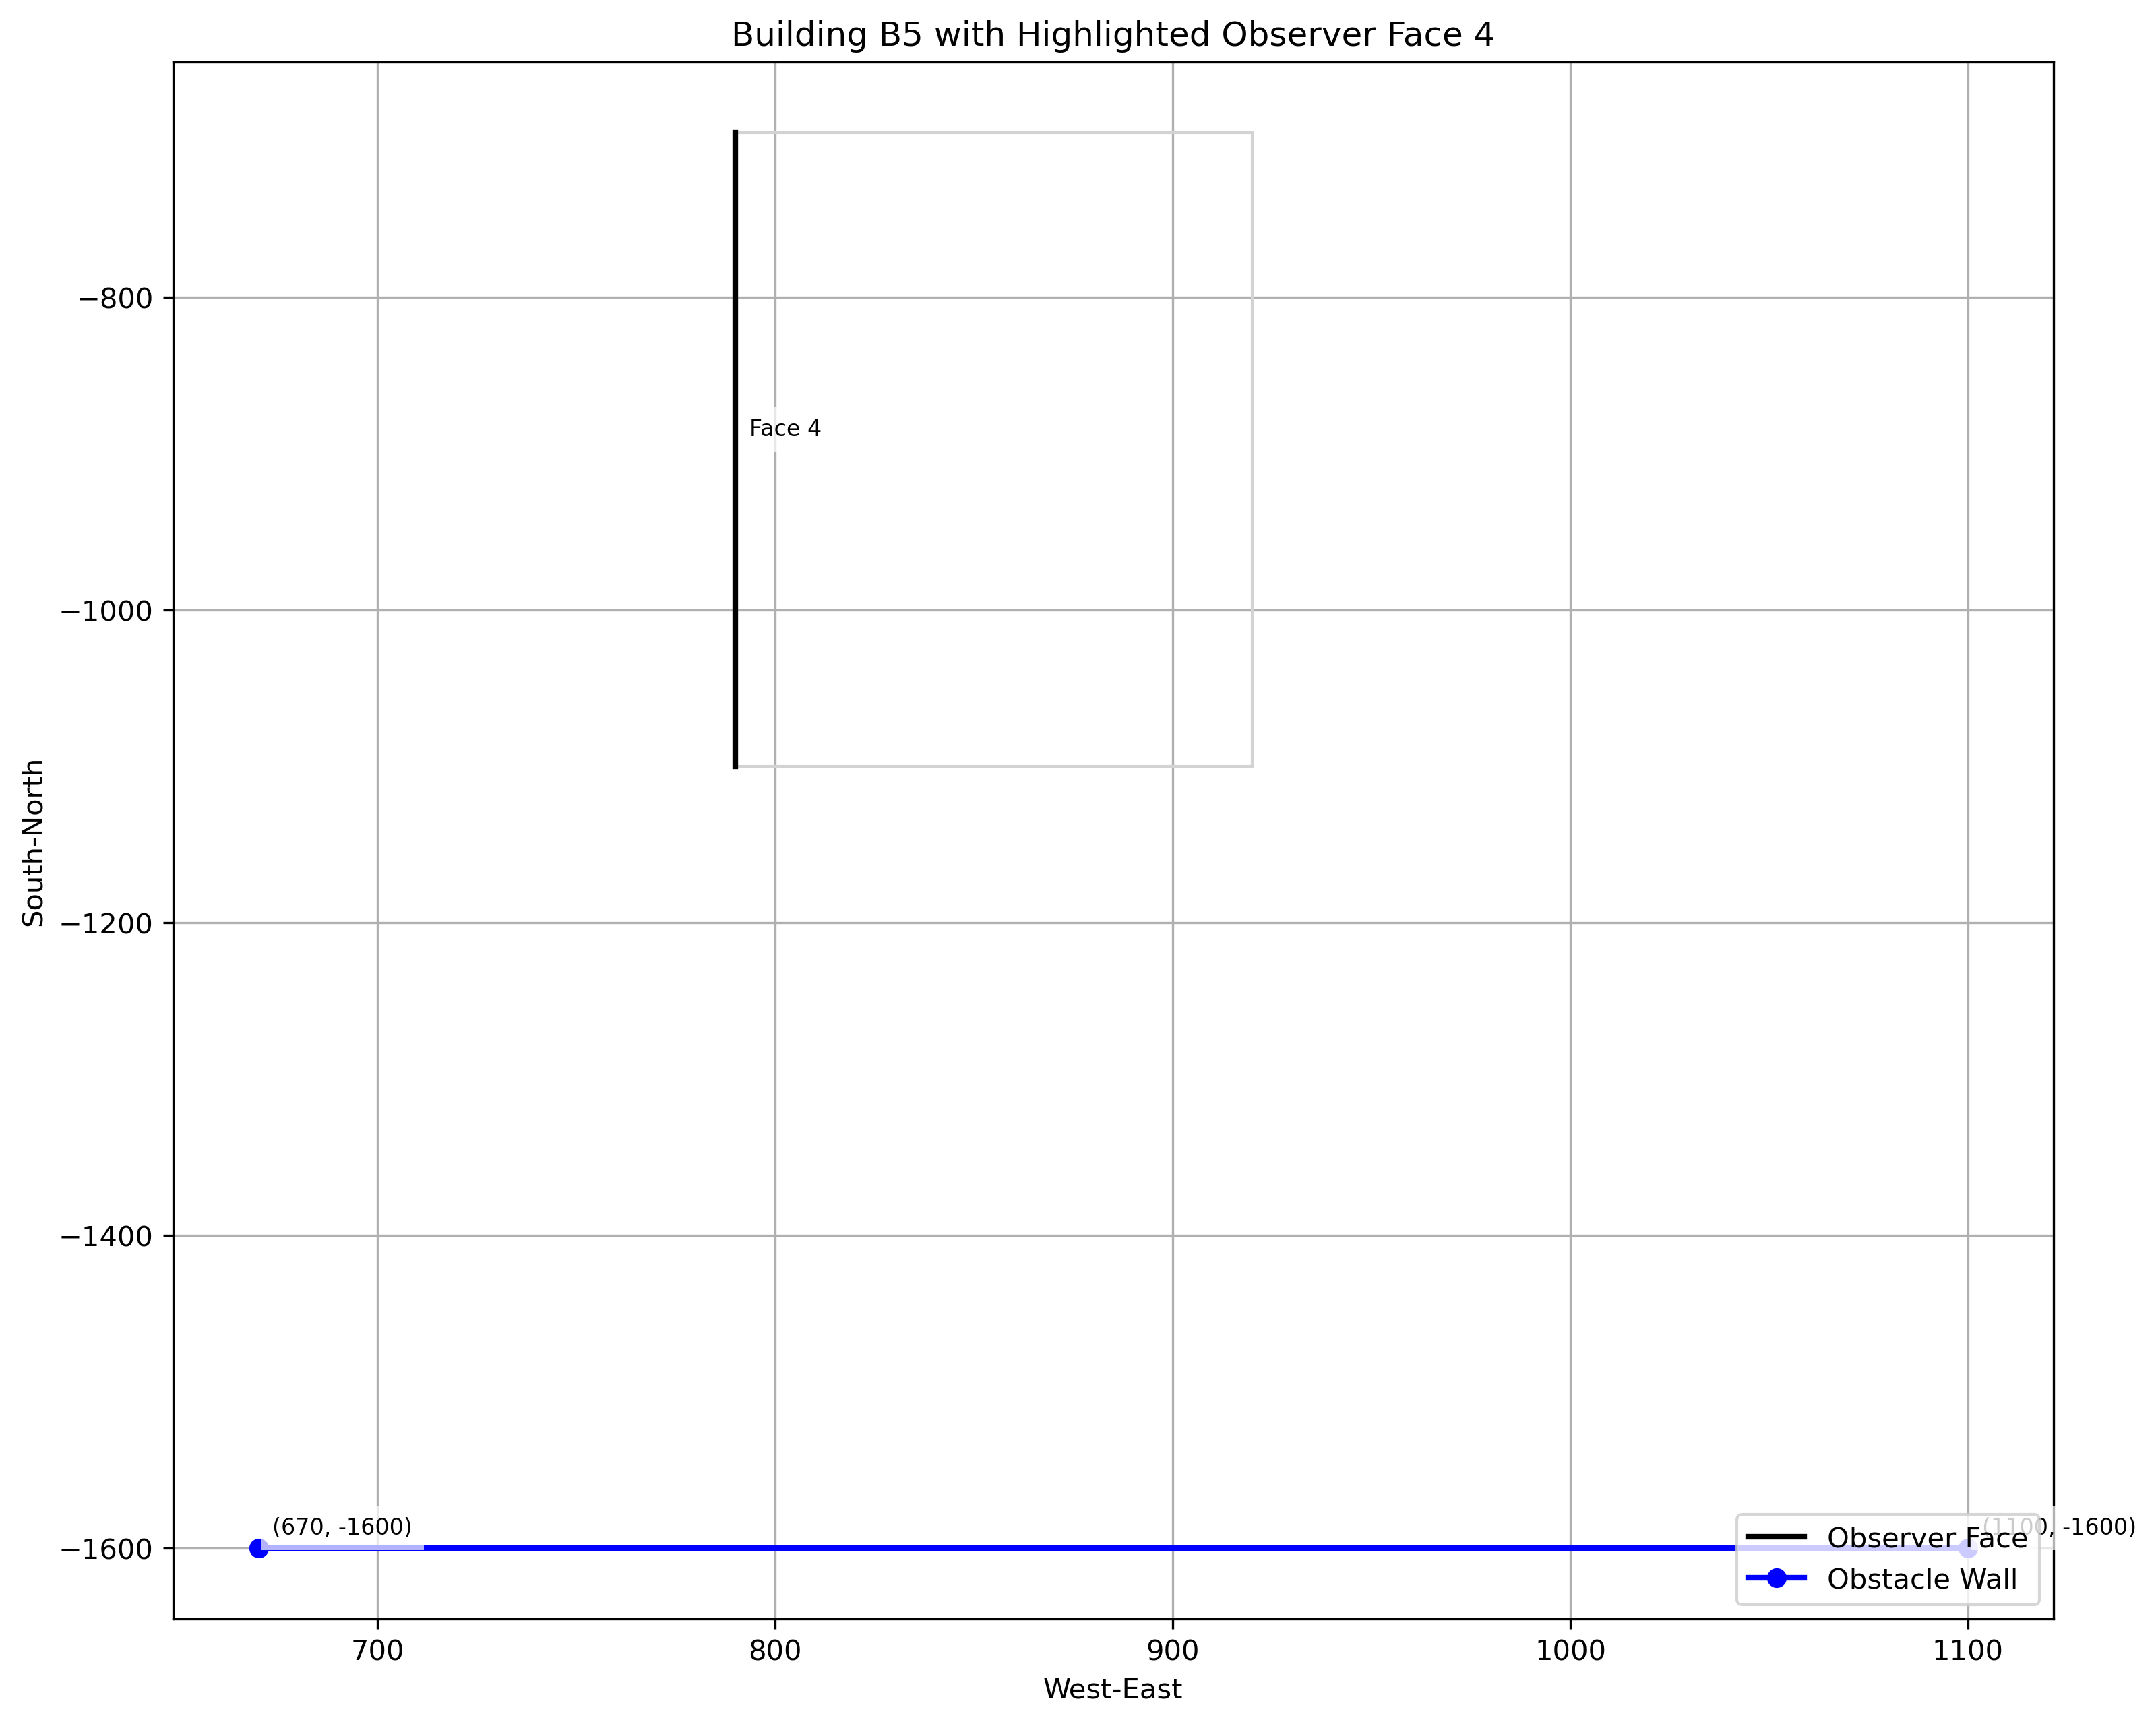 Building B5 with Highlighted Observer Face 4
South-North
−800
−1000
−1200
−1400
−1600
Face 4
(670, -1600)
(1100, -1600)
Observer Face
Obstacle Wall
700
800
900
1000
1100
West-East